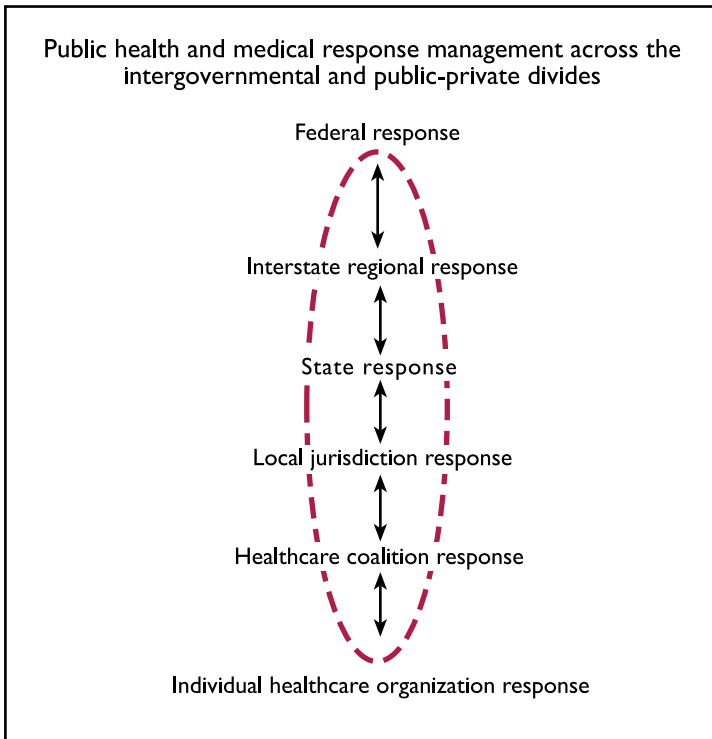 Public health and medical response management across the
intergovernmental and public-private divides
Federal response
Interstate regional response
State response
Local jurisdiction response
Healthcare coalition response
Individual healthcare organization response